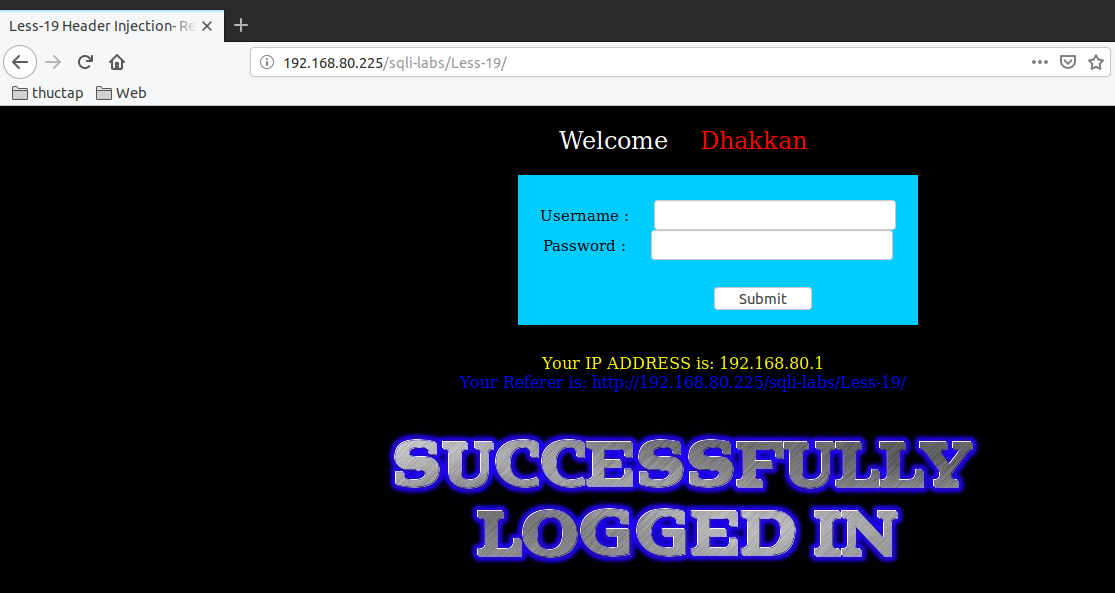 Less-19 Header Injection- Re
192.168.80.225/sqli-labs/Less-19/
thuctap Web
Welcome Dhakkan
Username :
Password :
Submit
Your IP ADDRESS is: 192.168.80.1
Your Referer is: http://192.168.80.225/sqli-labs/Less-19/
SUCCESSFULLY
LOGGED IN